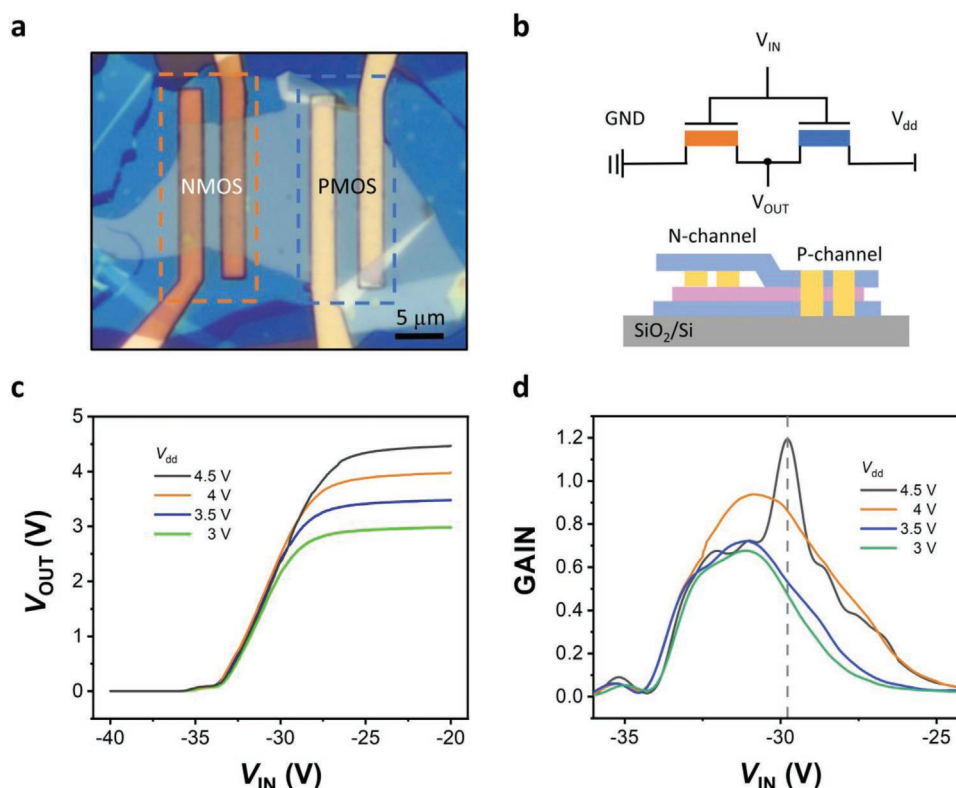 a
NMOS
PMOS
5 μm
b
V_IN
GND
V_dd
V_OUT
N-channel
P-channel
SiO₂/Si
c
5
4
3
2
1
0
V_OUT (V)
V_dd
4.5 V
4 V
3.5 V
3 V
-40
-35
-30
-25
-20
V_IN (V)
d
1.2
1.0
0.8
0.6
0.4
0.2
0.0
GAIN
V_dd
4.5 V
4 V
3.5 V
3 V
-35
-30
-25
V_IN (V)